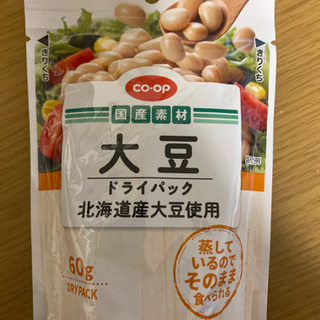 きりくち
きりくち
CO·OP
国産素材
大豆
ドライパック
北海道産大豆使用
60g
DRY PACK
蒸して
いるので
そのまま
食べられる